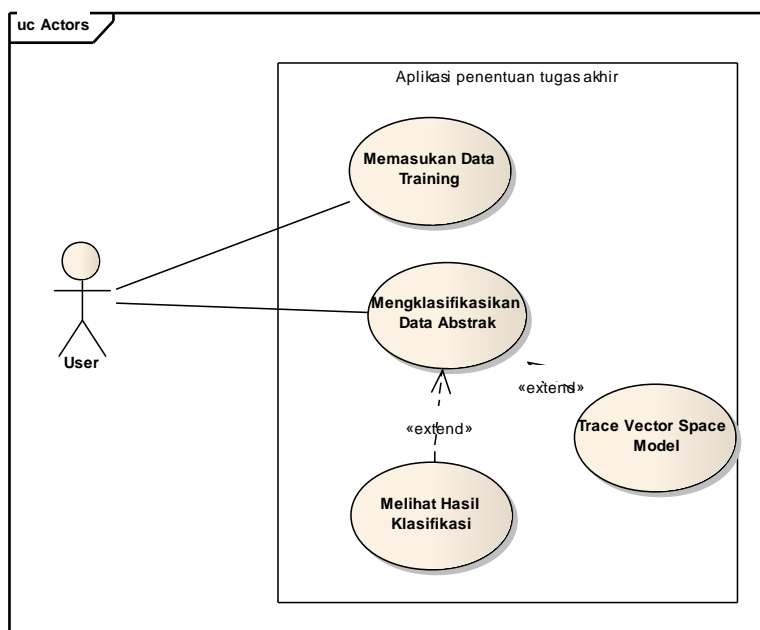 uc Actors
Aplikasi penentuan tugas akhir
Memasukan Data
Training
Mengklasifikasikan
Data Abstrak
User
«extend»
Trace Vector Space
Model
«extend»
Melihat Hasil
Klasifikasi